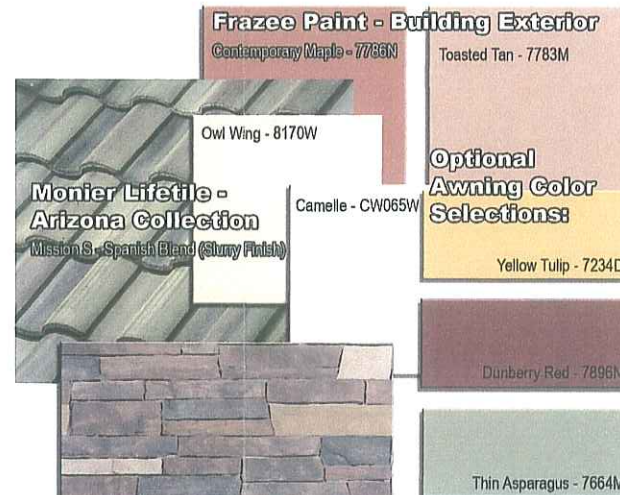 Frazee Paint - Building Exterior
Contemporary Maple - 7786N
Toasted Tan - 7783M
Owl Wing - 8170W
Camelle - CW065W
Monier Lifetile -
Arizona Collection
Mission S - Spanish Blend (Slurry Finish)
Optional
Awning Color
Selections:
Yellow Tulip - 7234D
Dunberry Red - 7896N
Thin Asparagus - 7664M